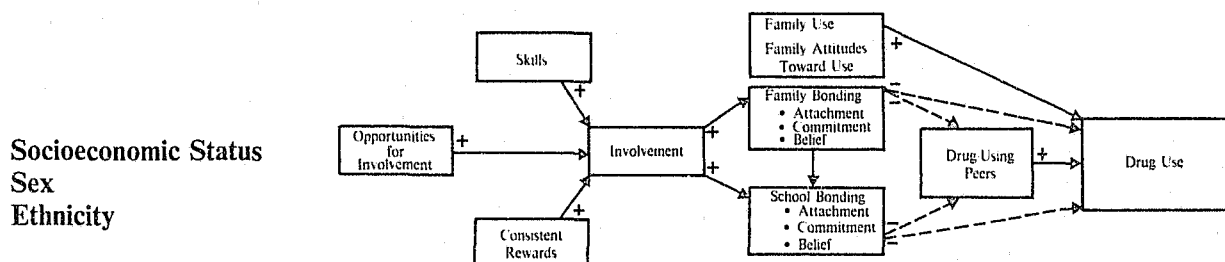 Socioeconomic Status
Sex
Ethnicity
Skills
+
Opportunities
for
Involvement
+
Consistent
Rewards
+
Involvement
+
+
Family Use
Family Attitudes
Toward Use
+
Family Bonding
• Attachment
• Commitment
• Belief
–
–
School Bonding
• Attachment
• Commitment
• Belief
–
–
Drug-Using
Peers
+
Drug Use